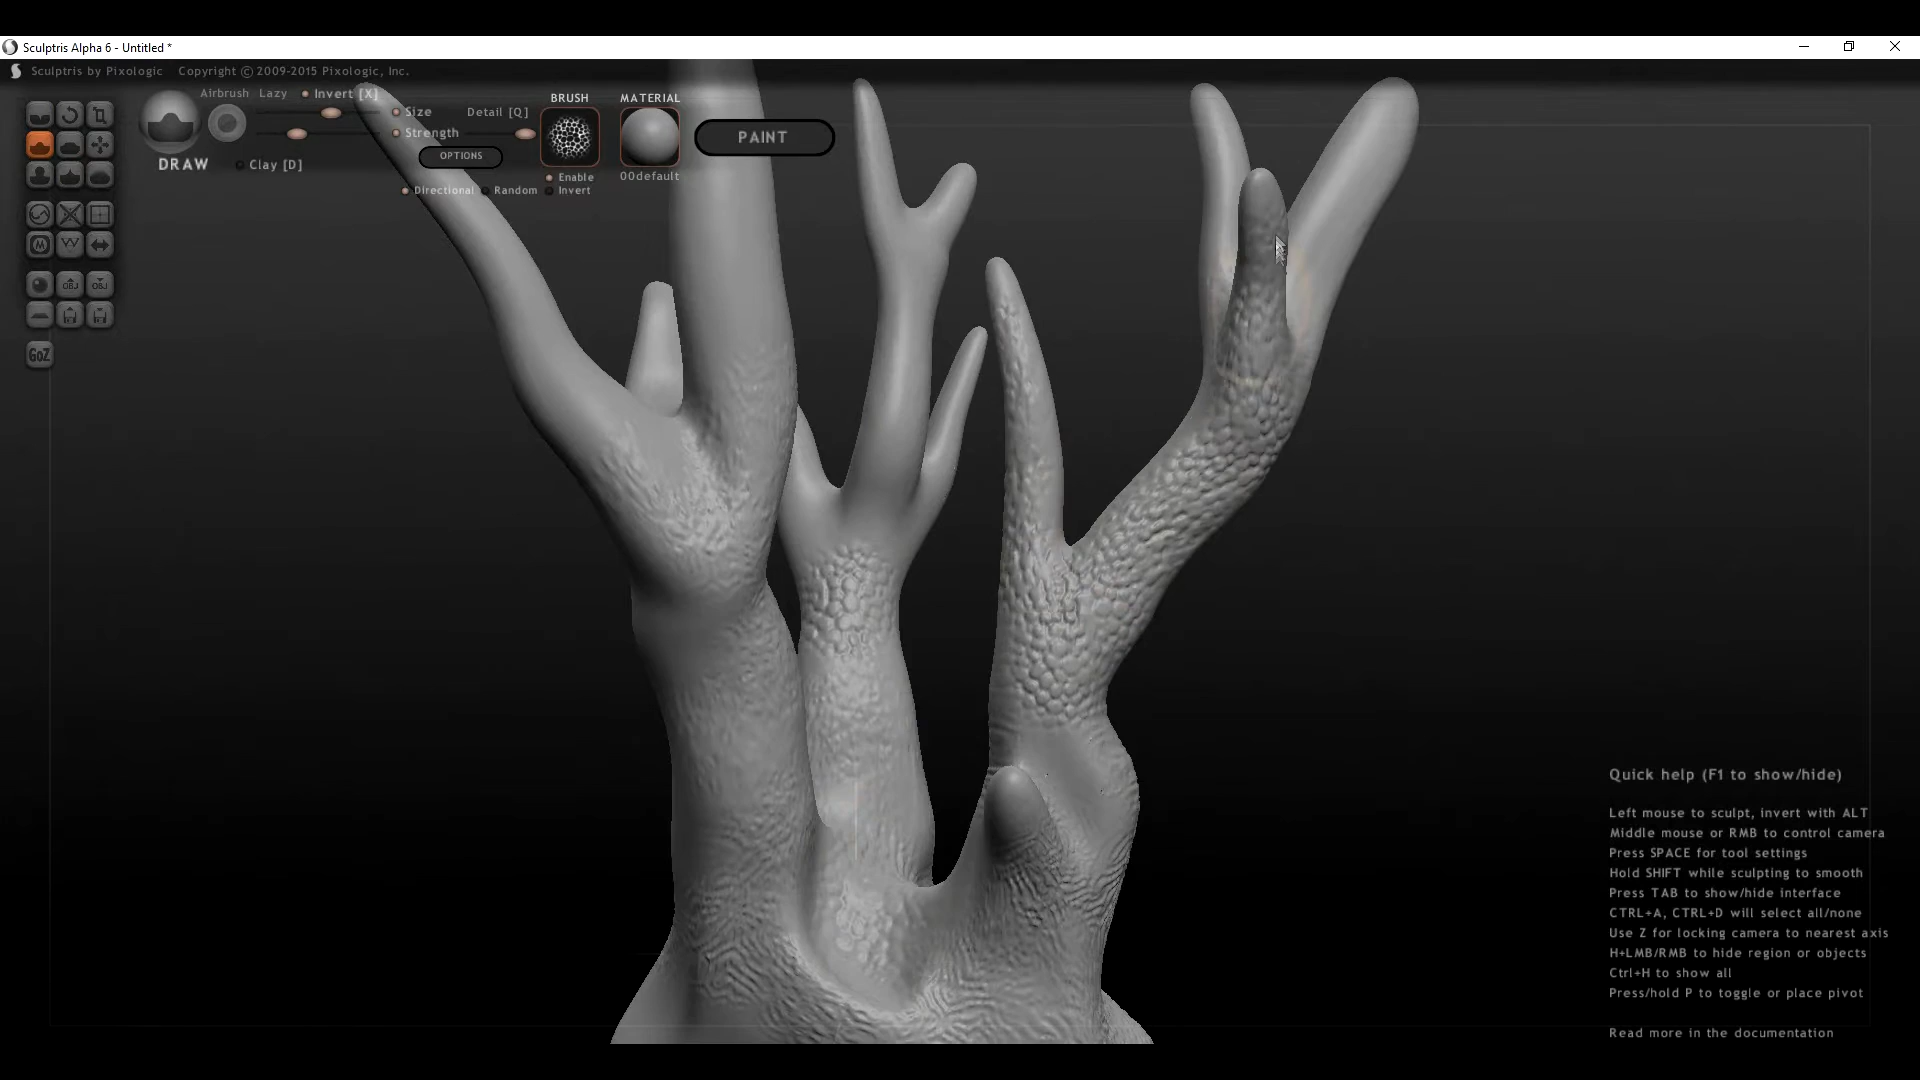 Sculptris Alpha 6 - Untitled *
Sculptris by Pixologic Copyright © 2009-2015 Pixologic, Inc.
Airbrush Lazy Invert [X]
Size Detail [Q]
Strength
OPTIONS
DRAW
Clay [D]
Directional Random
BRUSH
Enable
Invert
MATERIAL
00default
PAINT
OBJ OBJ
GoZ
Quick help (F1 to show/hide)
Left mouse to sculpt, invert with ALT
Middle mouse or RMB to control camera
Press SPACE for tool settings
Hold SHIFT while sculpting to smooth
Press TAB to show/hide interface
CTRL+A, CTRL+D will select all/none
Use Z for locking camera to nearest axis
H+LMB/RMB to hide region or objects
Ctrl+H to show all
Press/hold P to toggle or place pivot
Read more in the documentation